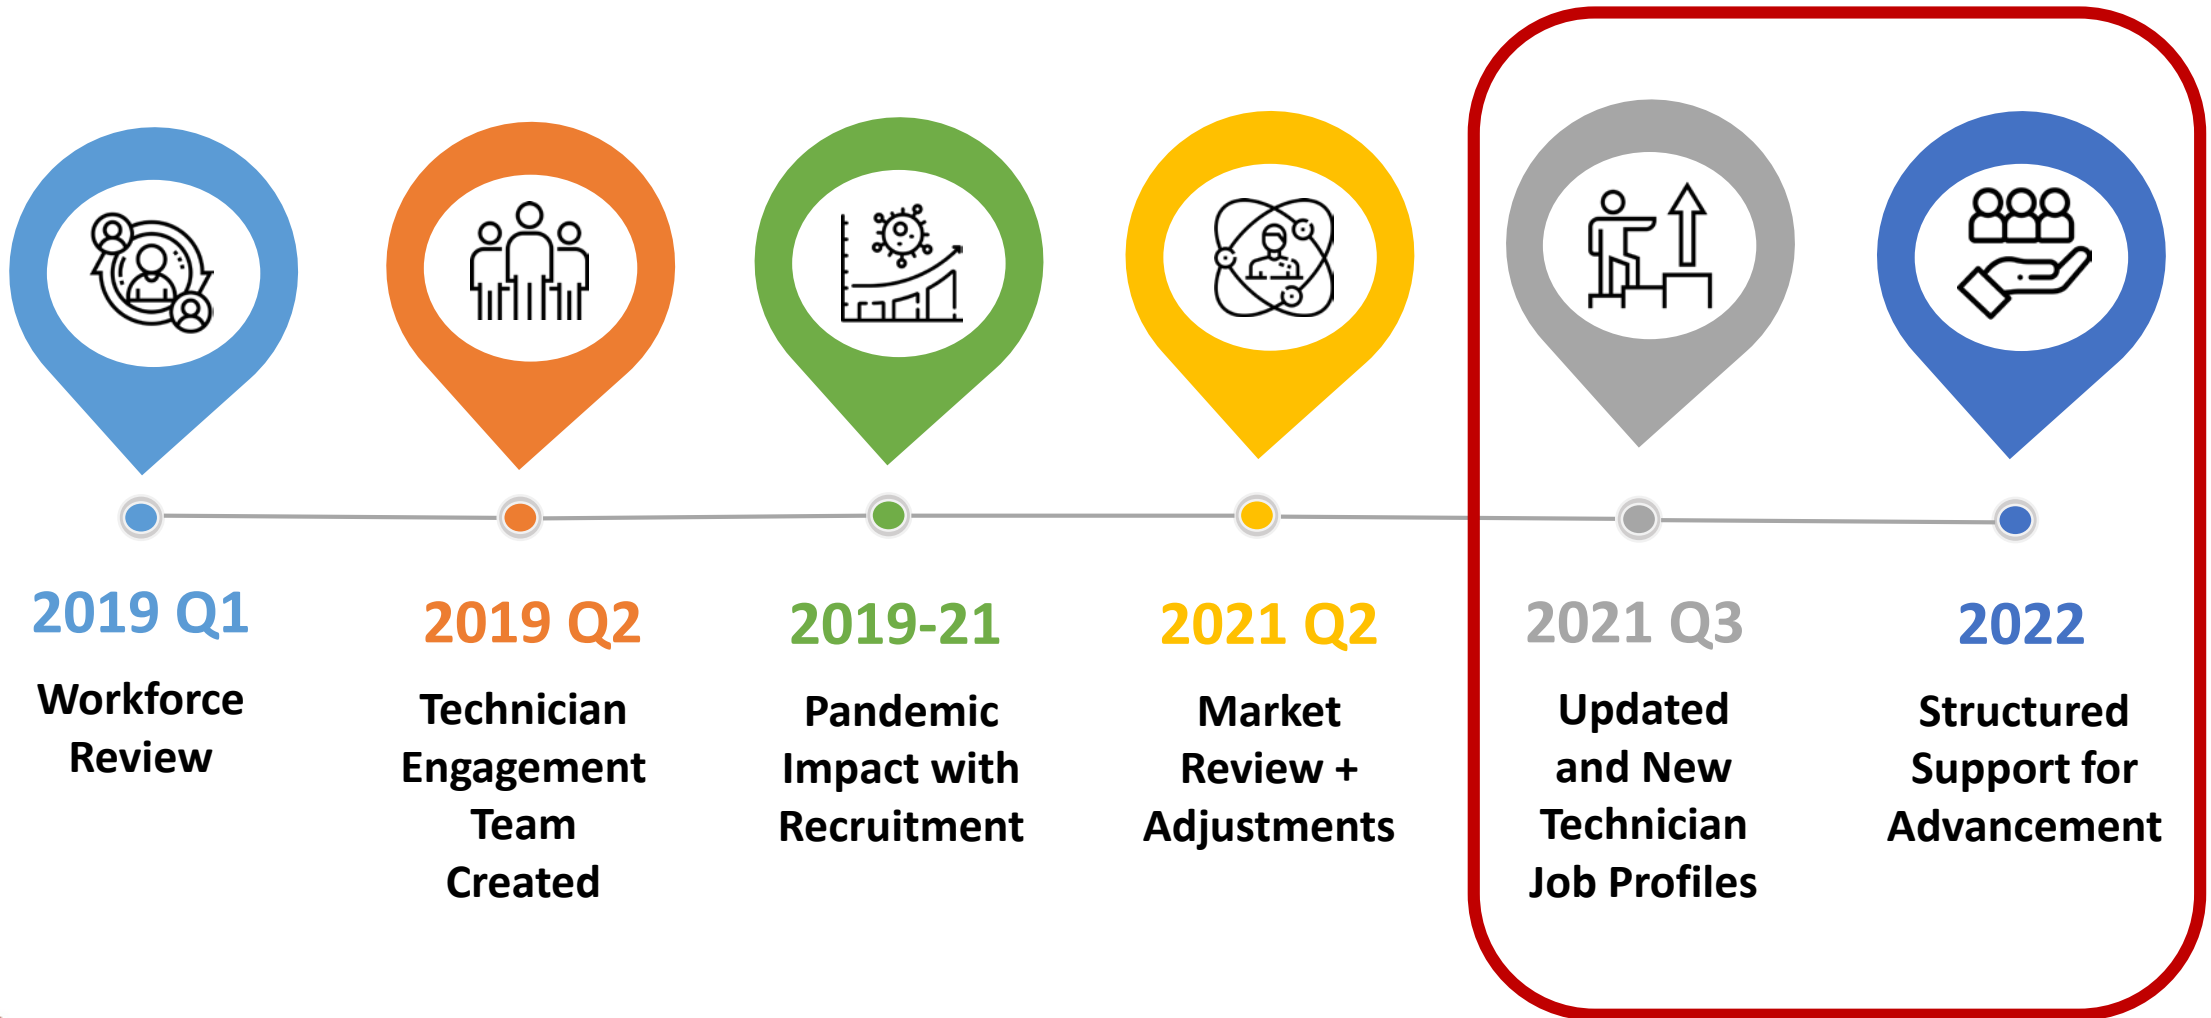 2019 Q1
Workforce
Review
2019 Q2
Technician
Engagement
Team
Created
2019-21
Pandemic
Impact with
Recruitment
2021 Q2
Market
Review +
Adjustments
2021 Q3
Updated
and New
Technician
Job Profiles
2022
Structured
Support for
Advancement